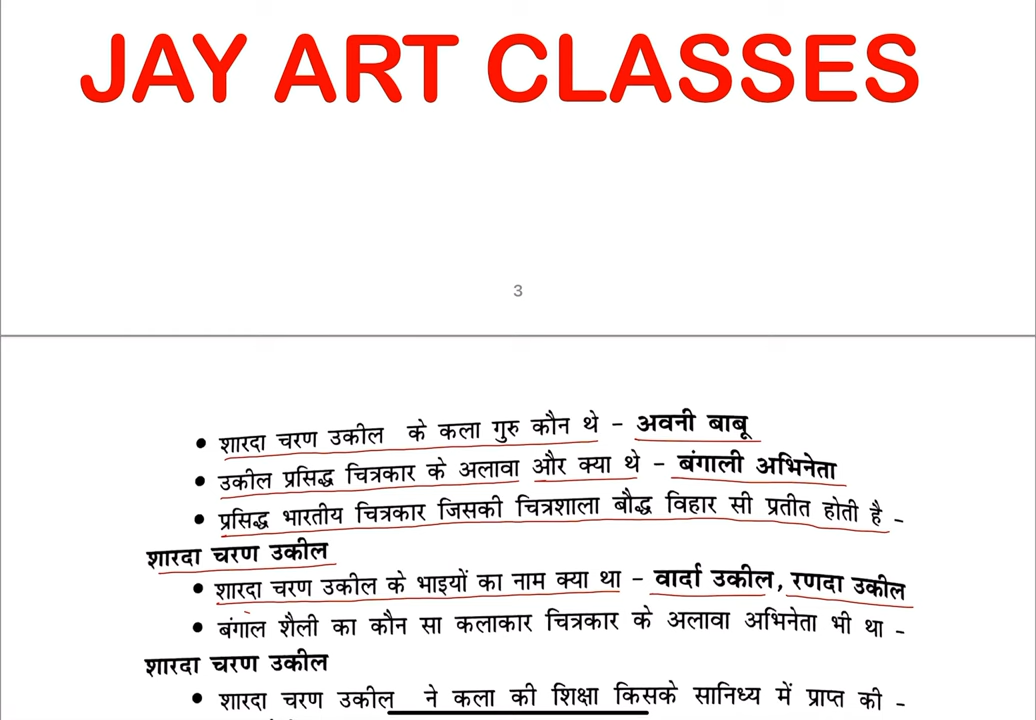 JAY ART CLASSES
3
• शारदा चरण उकील के कला गुरु कौन थे - अवनी बाबू
• उकील प्रसिद्ध चित्रकार के अलावा और क्या थे - बंगाली अभिनेता
• प्रसिद्ध भारतीय चित्रकार जिसकी चित्रशाला बौद्ध विहार सी प्रतीत होती है -
शारदा चरण उकील
• शारदा चरण उकील के भाइयों का नाम क्या था - वार्दा उकील, रणदा उकील
• बंगाल शैली का कौन सा कलाकार चित्रकार के अलावा अभिनेता भी था -
शारदा चरण उकील
• शारदा चरण उकील ने कला की शिक्षा किसके सानिध्य में प्राप्त की -